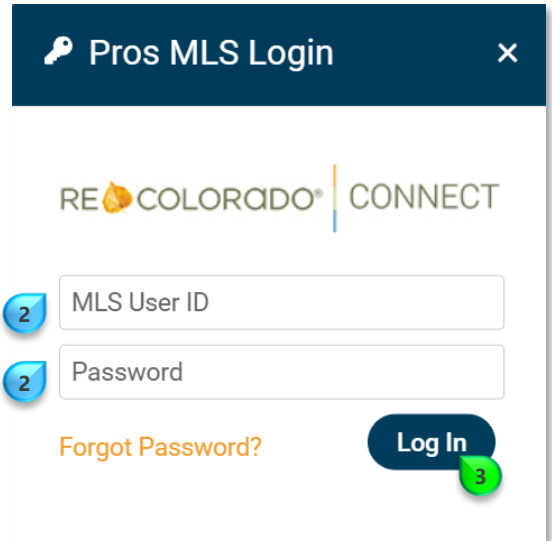 Pros MLS Login ×
RE COLORADO® CONNECT
2 MLS User ID
2 Password
Forgot Password? Log In
3